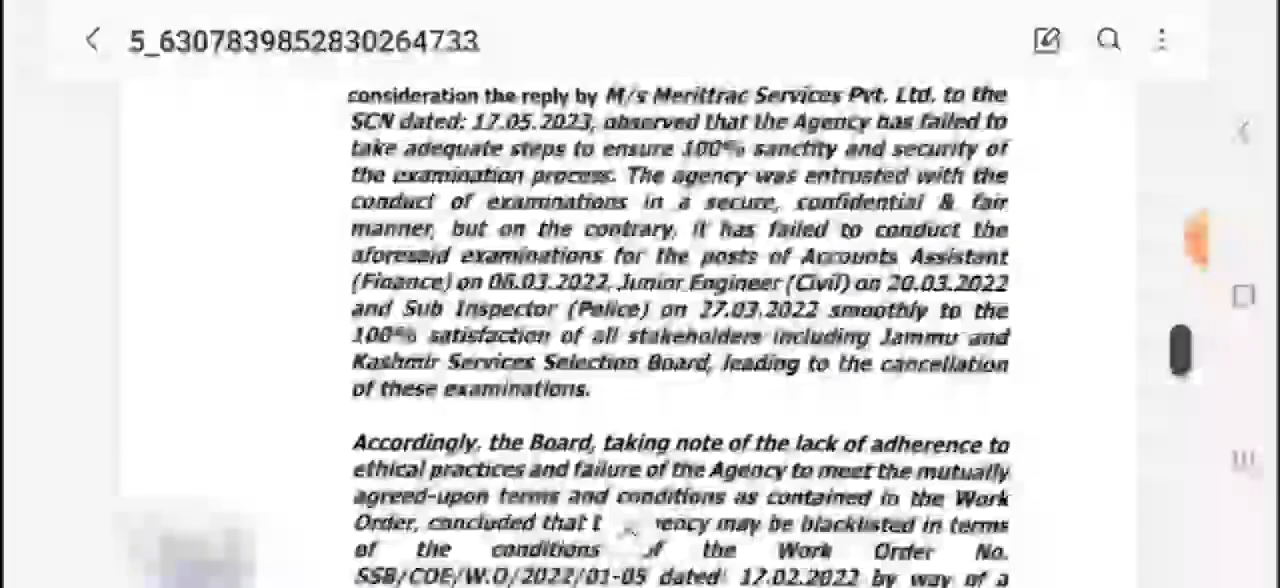 5_6307839852830264733
consideration the reply by M/s Merittrac Services Pvt. Ltd. to the
SCN dated: 17.05.2023, observed that the Agency has failed to
take adequate steps to ensure 100% sanctity and security of
the examination process. The agency was entrusted with the
conduct of examinations in a secure, confidential & fair
manner, but on the contrary, it has failed to conduct the
aforesaid examinations for the posts of Accounts Assistant
(Finance) on 06.03.2022, Junior Engineer (Civil) on 20.03.2022
and Sub Inspector (Police) on 27.03.2022 smoothly to the
100% satisfaction of all stakeholders including Jammu and
Kashmir Services Selection Board, leading to the cancellation
of these examinations.
Accordingly, the Board, taking note of the lack of adherence to
ethical practices and failure of the Agency to meet the mutually
agreed-upon terms and conditions as contained in the Work
Order, concluded that may be blacklisted in terms
of the conditions of the Work Order No.
SSB/COE/W.O/2022/01-05 dated: 17.02.2022 by way of a